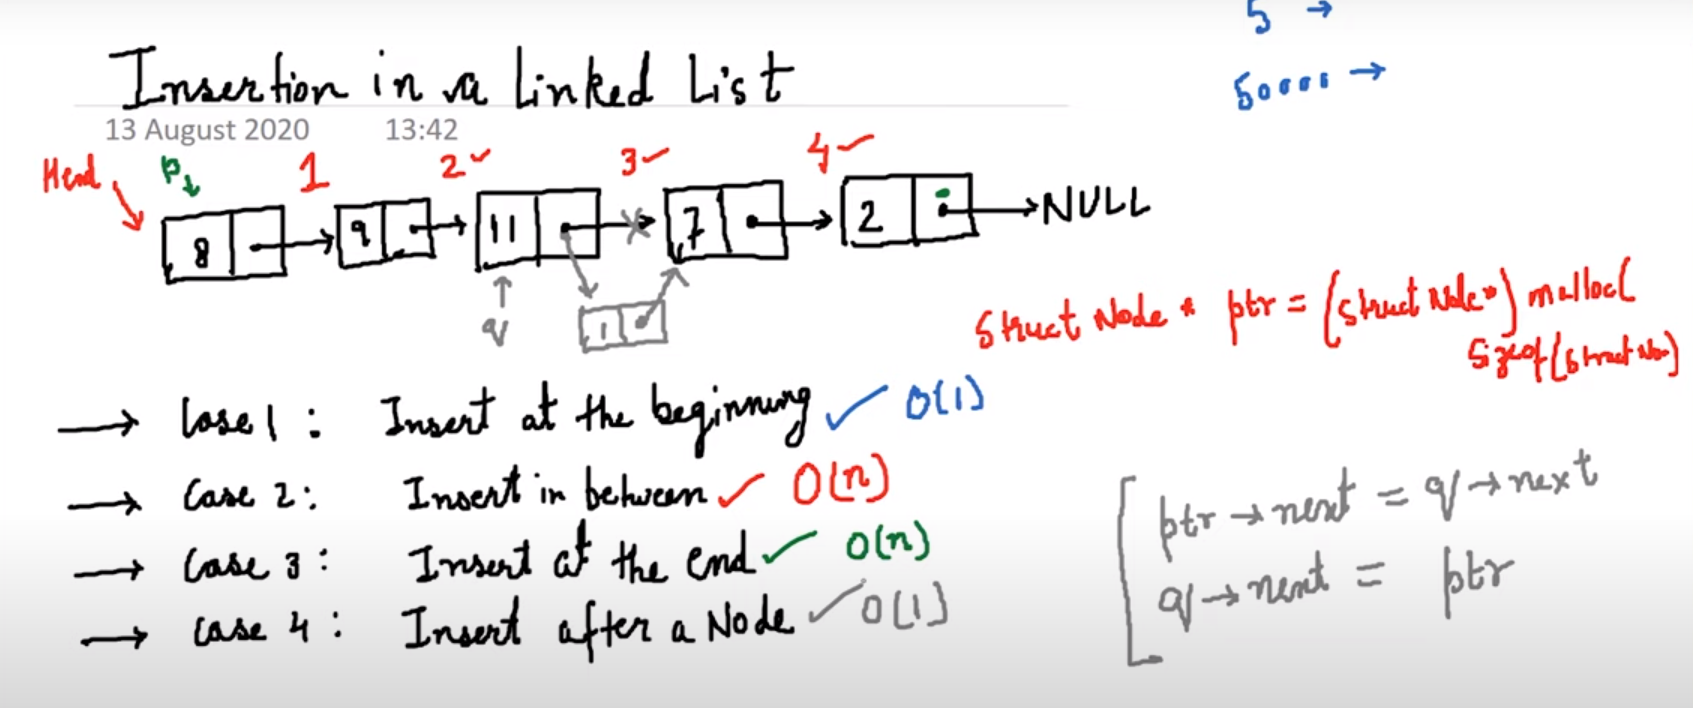 5 →
50000 →
Insertion in a Linked List
13 August 2020 13:42
Head p 1 2✓ 3✓ 4✓
8 9 11 7 2 NULL
q 1
Struct Node * ptr = (Struct Node*) malloc(
Sizeof(Struct No)
→ Case 1 : Insert at the beginning ✓ O(1)
→ Case 2 : Insert in between ✓ O(n)
→ Case 3 : Insert at the end ✓ O(n)
→ Case 4 : Insert after a Node ✓ O(1)
ptr → next = q → next
q → next = ptr